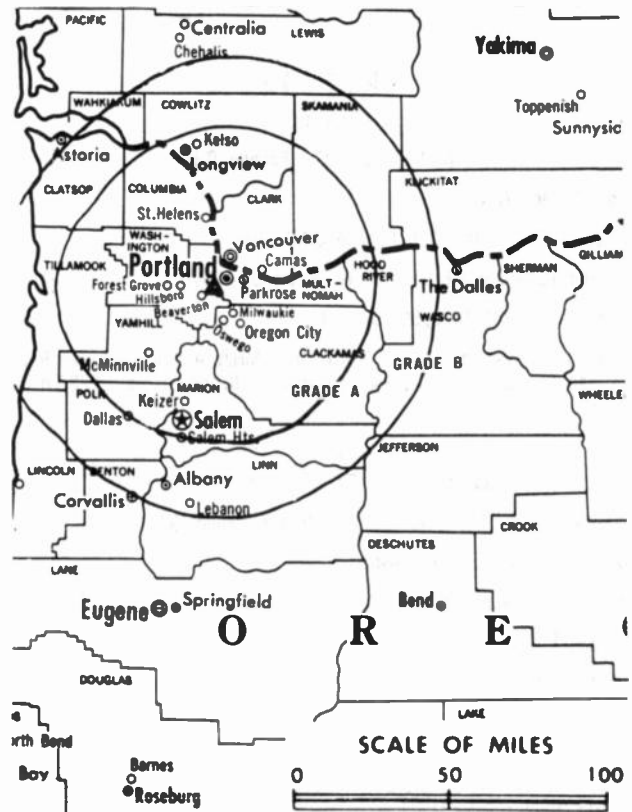 PACIFIC
Centralia
Chehalis
LEWIS
Yakima
Toppenish
Sunnysid
WAHKIAKUM
COWLITZ
SKAMANIA
Astoria
Kelso
Longview
CLATSOP
COLUMBIA
CLARK
KLICKITAT
St.Helens
WASH-
INGTON
Vancouver
Camas
TILLAMOOK
Portland
HOOD
RIVER
SHERMAN
GILLIAM
Forest Grove
Hillsboro
Beaverton
Parkrose
MULT-
NOMAH
The Dalles
YAMHILL
Milwaukie
Oswego
Oregon City
WASCO
McMinnville
CLACKAMAS
GRADE A
GRADE B
POLK
MARION
Keizer
WHEELE
Dallas
Salem
Salem Hts.
JEFFERSON
LINCOLN
BENTON
LINN
Albany
Corvallis
Lebanon
CROOK
DESCHUTES
LANE
Eugene
Springfield
Bend
O R E
DOUGLAS
LAKE
orth Bend
Bay
Barnes
Roseburg
SCALE OF MILES
0 50 100